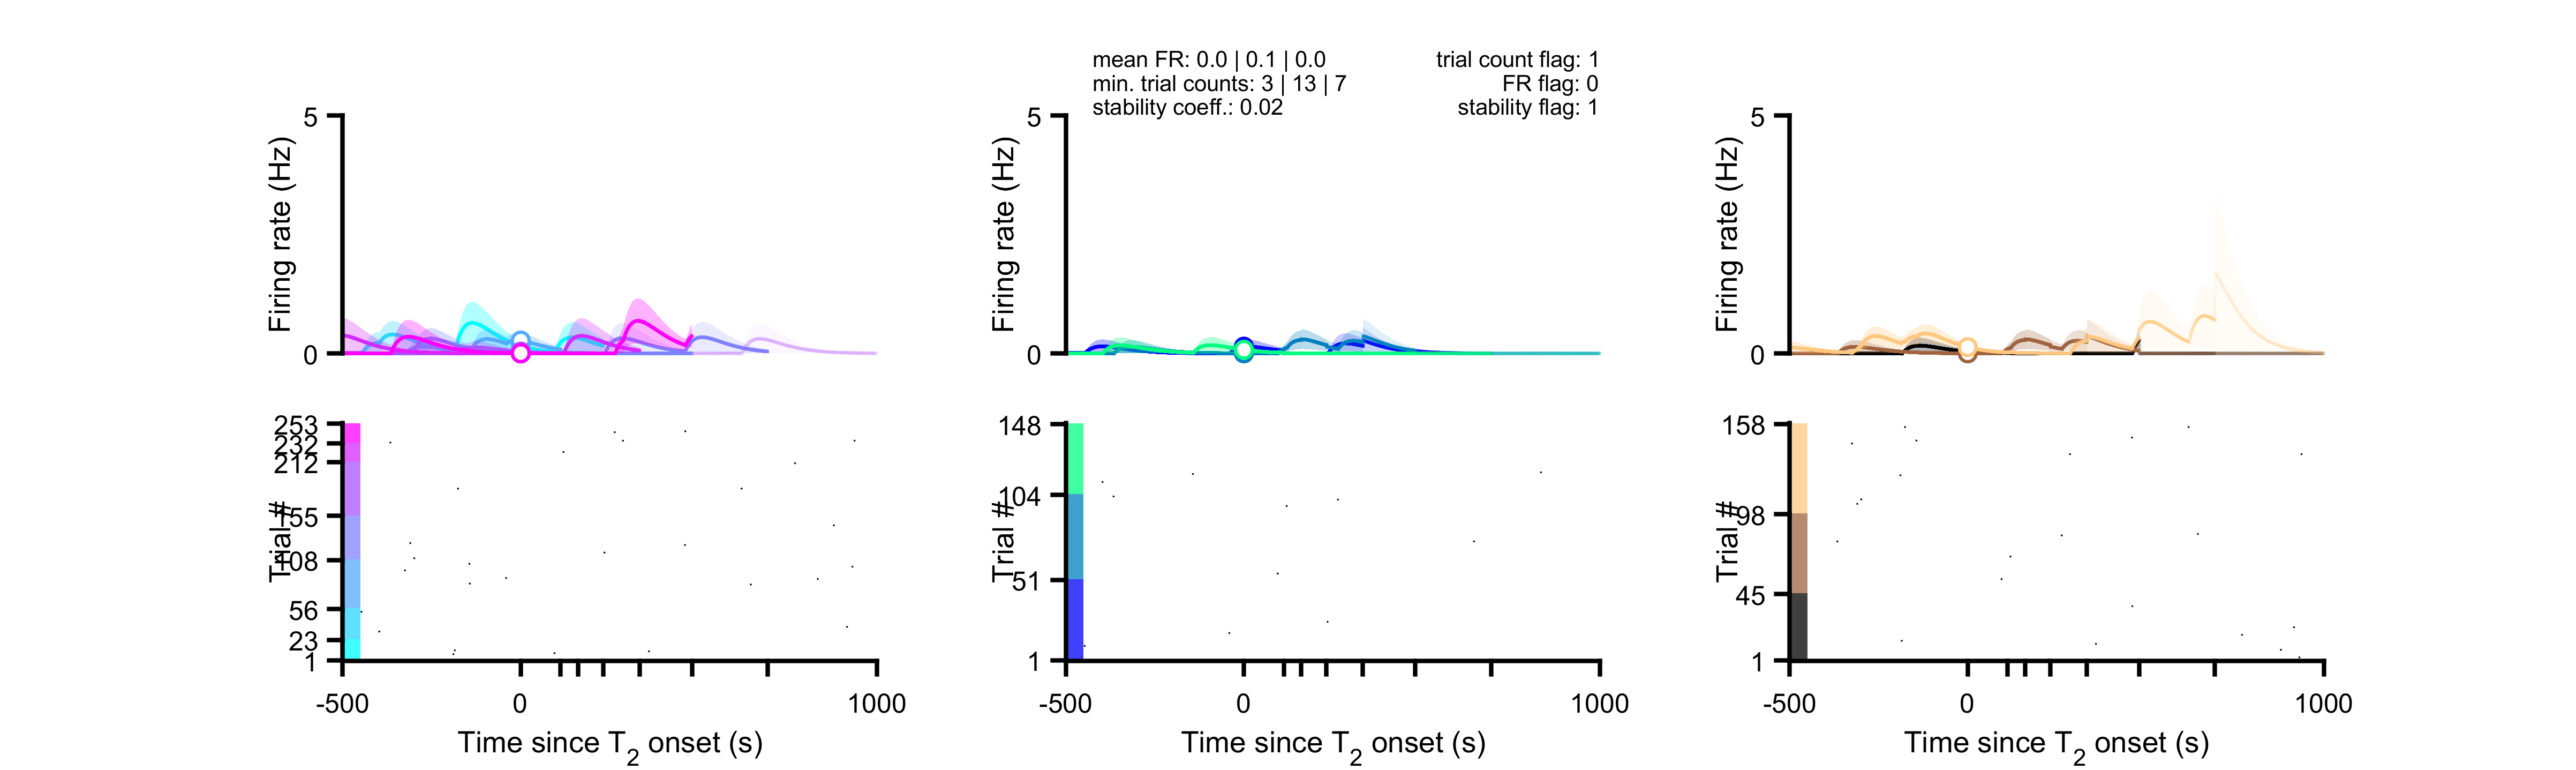 mean FR: 0.0 | 0.1 | 0.0
min. trial counts: 3 | 13 | 7
stability coeff.: 0.02
trial count flag: 1
FR flag: 0
stability flag: 1
5
0
Firing rate (Hz)
5
0
Firing rate (Hz)
5
0
Firing rate (Hz)
253
232
212
155
108
56
23
1
Trial #
-500
0
1000
Time since T2 onset (s)
148
104
51
1
Trial #
-500
0
1000
Time since T2 onset (s)
158
98
45
1
Trial #
-500
0
1000
Time since T2 onset (s)